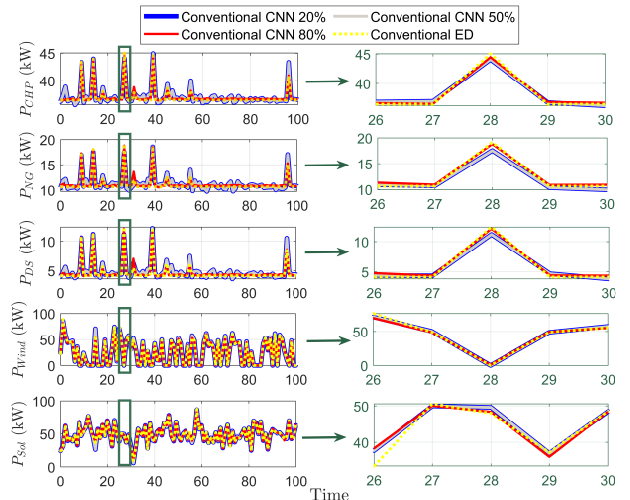 Conventional CNN 20% Conventional CNN 50%
Conventional CNN 80% Conventional ED
P_CHP (kW) 45 40 45 40
0 20 40 60 80 100 26 27 28 29 30
P_NG (kW) 20 15 10 20 15 10
0 20 40 60 80 100 26 27 28 29 30
P_DS (kW) 10 5 10 5
0 20 40 60 80 100 26 27 28 29 30
P_Wind (kW) 100 50 0 50 0
0 20 40 60 80 100 26 27 28 29 30
P_Sol (kW) 100 75 50 25 0 50 40
0 20 40 60 80 100 26 27 28 29 30
Time